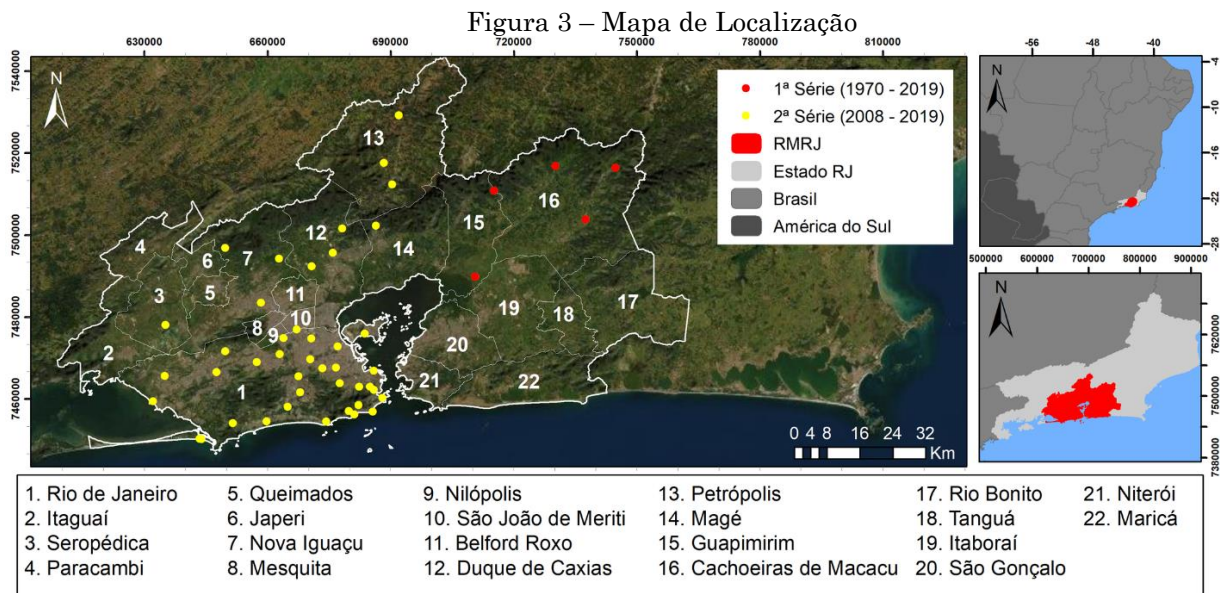 Figura 3 – Mapa de Localização
630000 660000 690000 720000 750000 780000 810000
7540000
7520000
7500000
7480000
7460000
N
1ª Série (1970 - 2019)
2ª Série (2008 - 2019)
RMRJ
Estado RJ
Brasil
América do Sul
13
16
15
12
14
4
6
7
5
11
3
10
8
9
19
18
17
2
20
1
21
22
0 4 8 16 24 32
Km
-56 -48 -40
N
-4
-10
-16
-22
-28
500000 600000 700000 800000 900000
N
7620000
7500000
7380000
1. Rio de Janeiro
2. Itaguaí
3. Seropédica
4. Paracambi
5. Queimados
6. Japeri
7. Nova Iguaçu
8. Mesquita
9. Nilópolis
10. São João de Meriti
11. Belford Roxo
12. Duque de Caxias
13. Petrópolis
14. Magé
15. Guapimirim
16. Cachoeiras de Macacu
17. Rio Bonito
18. Tanguá
19. Itaboraí
20. São Gonçalo
21. Niterói
22. Maricá